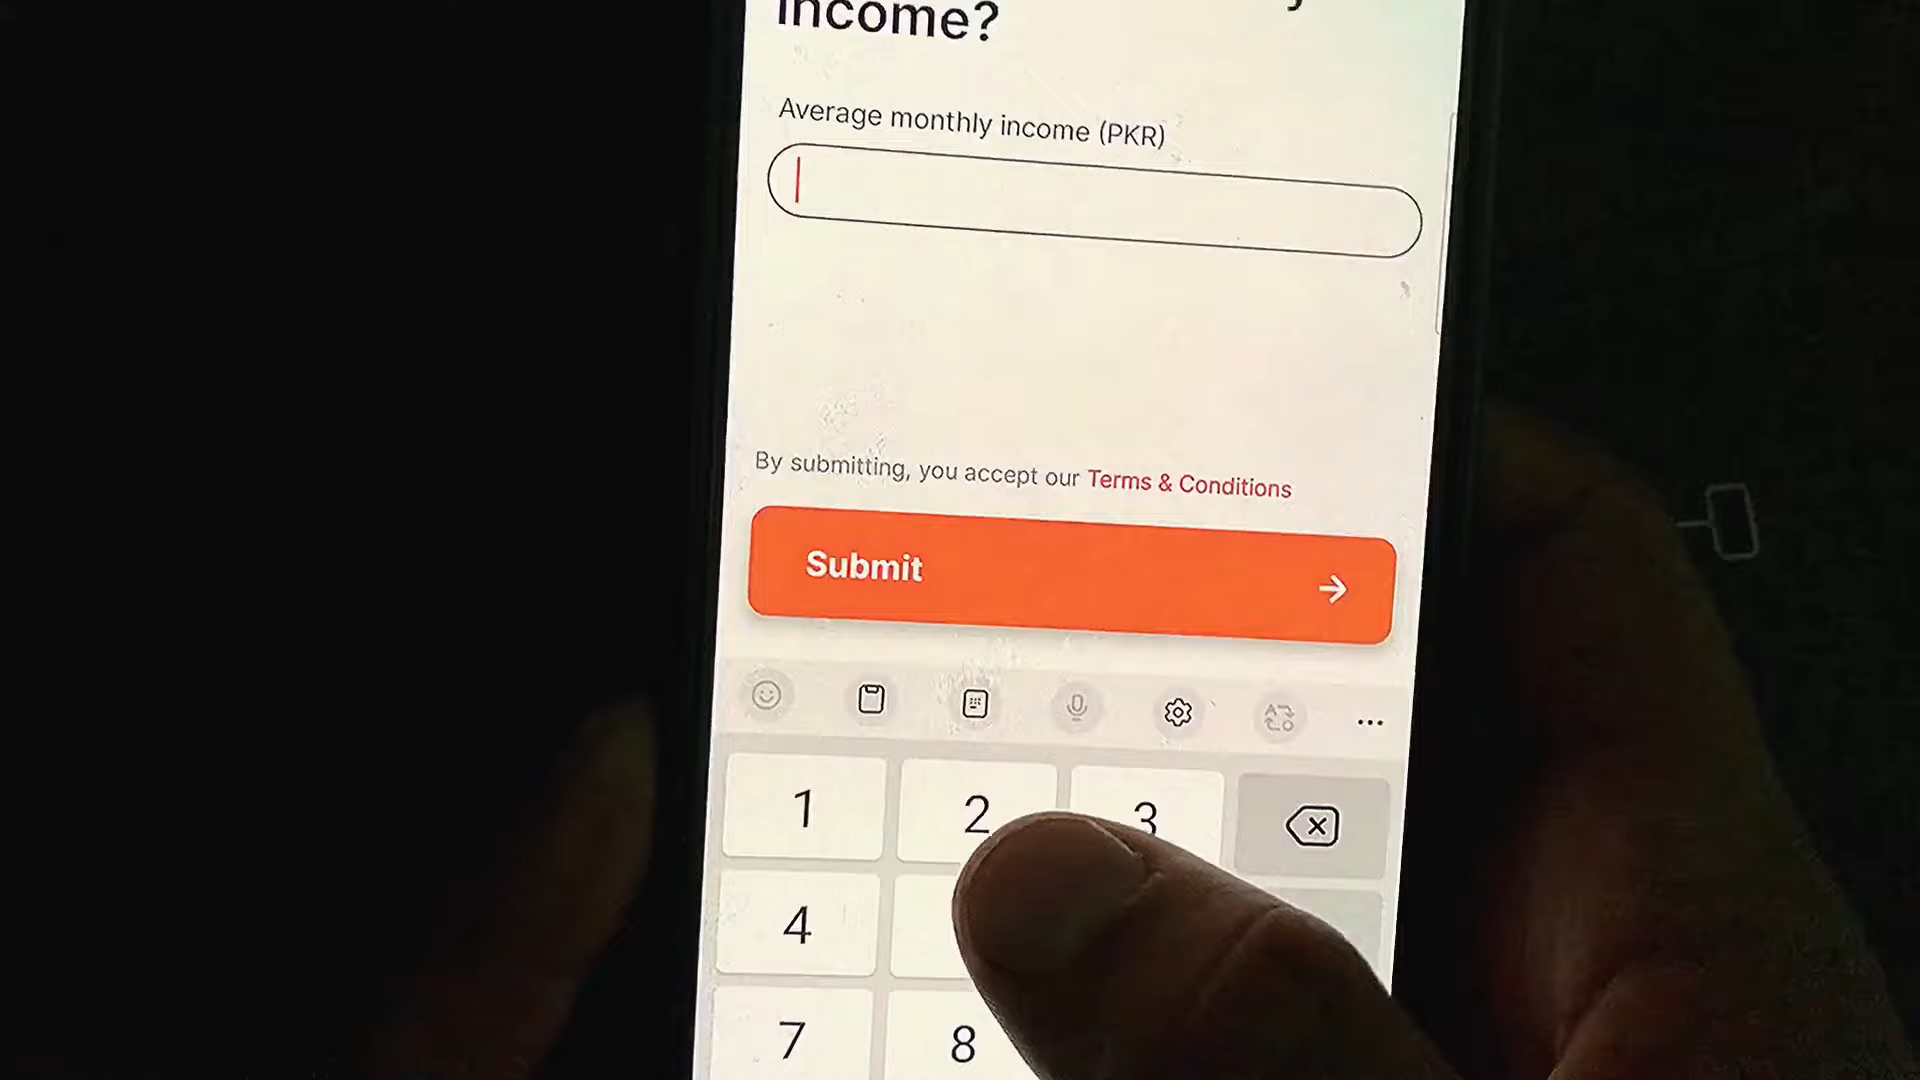 income?
Average monthly income (PKR)
By submitting, you accept our Terms & Conditions
Submit
1 2 3
4
7 8